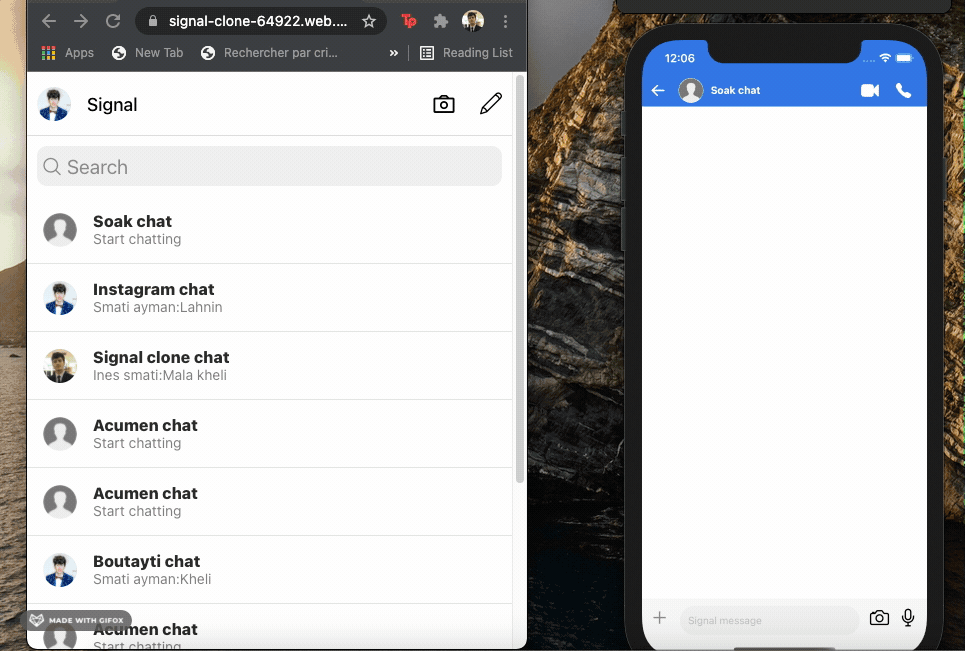 signal-clone-64922.web....
Apps
New Tab
Rechercher par cri...
»
Reading List
Signal
Search
Soak chat
Start chatting
Instagram chat
Smati ayman:Lahnin
Signal clone chat
Ines smati:Mala kheli
Acumen chat
Start chatting
Acumen chat
Start chatting
Boutayti chat
Smati ayman:Kheli
Acumen chat
Start chatting
MADE WITH GIFOX
12:06
Soak chat
Signal message